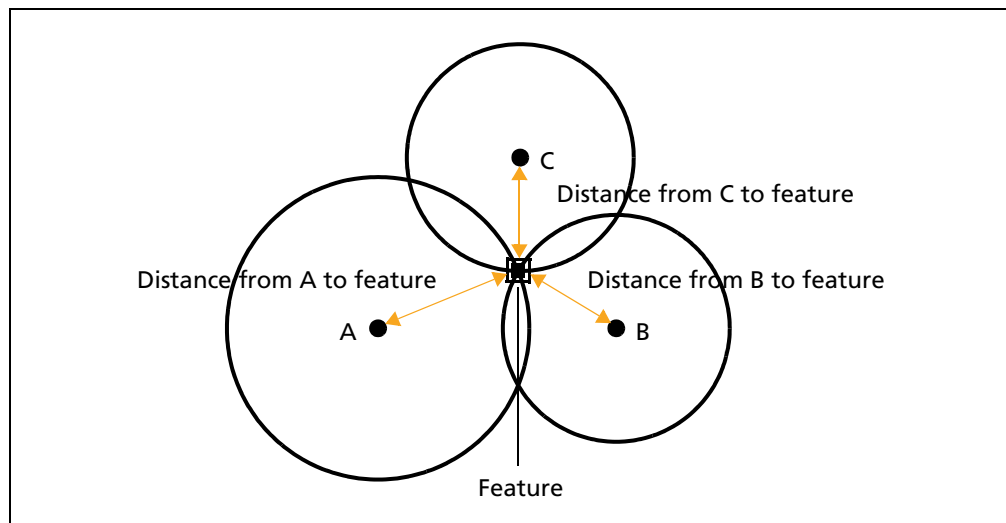 C
Distance from C to feature
Distance from A to feature
Distance from B to feature
A
B
Feature